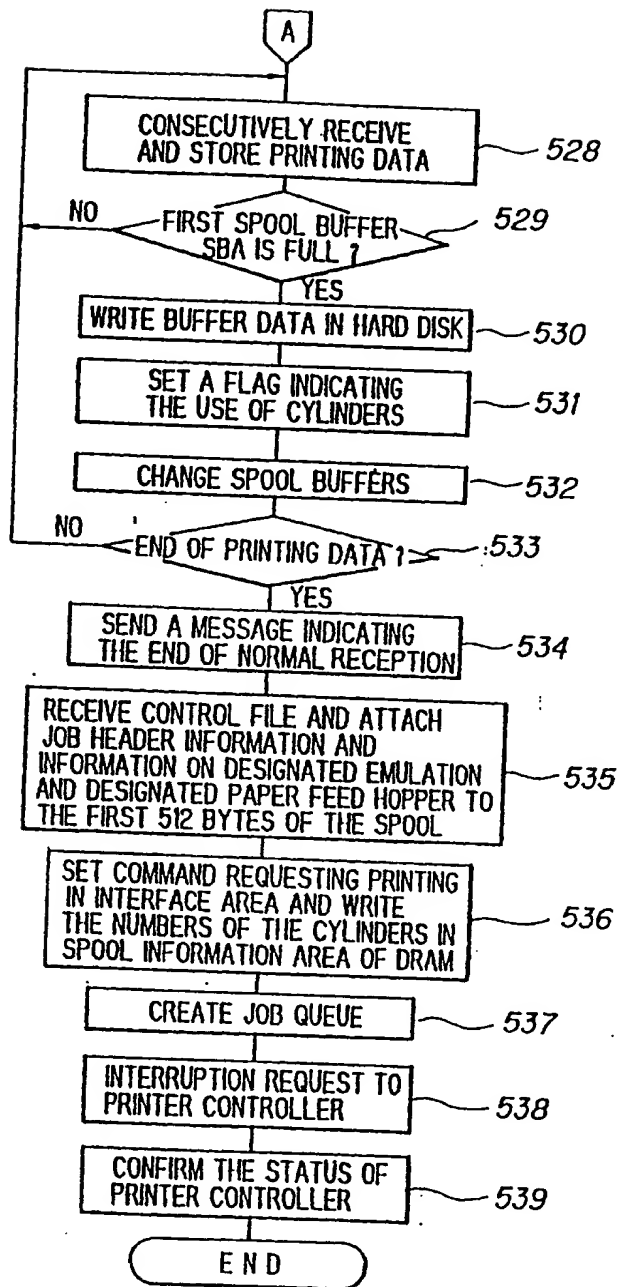 A
CONSECUTIVELY RECEIVE
AND STORE PRINTING DATA
528
NO
FIRST SPOOL BUFFER
SBA IS FULL ?
529
YES
WRITE BUFFER DATA IN HARD DISK
530
SET A FLAG INDICATING
THE USE OF CYLINDERS
531
CHANGE SPOOL BUFFERS
532
NO
END OF PRINTING DATA ?
533
YES
SEND A MESSAGE INDICATING
THE END OF NORMAL RECEPTION
534
RECEIVE CONTROL FILE AND ATTACH
JOB HEADER INFORMATION AND
INFORMATION ON DESIGNATED EMULATION
AND DESIGNATED PAPER FEED HOPPER TO
THE FIRST 512 BYTES OF THE SPOOL
535
SET COMMAND REQUESTING PRINTING
IN INTERFACE AREA AND WRITE
THE NUMBERS OF THE CYLINDERS IN
SPOOL INFORMATION AREA OF DRAM
536
CREATE JOB QUEUE
537
INTERRUPTION REQUEST TO
PRINTER CONTROLLER
538
CONFIRM THE STATUS OF
PRINTER CONTROLLER
539
END